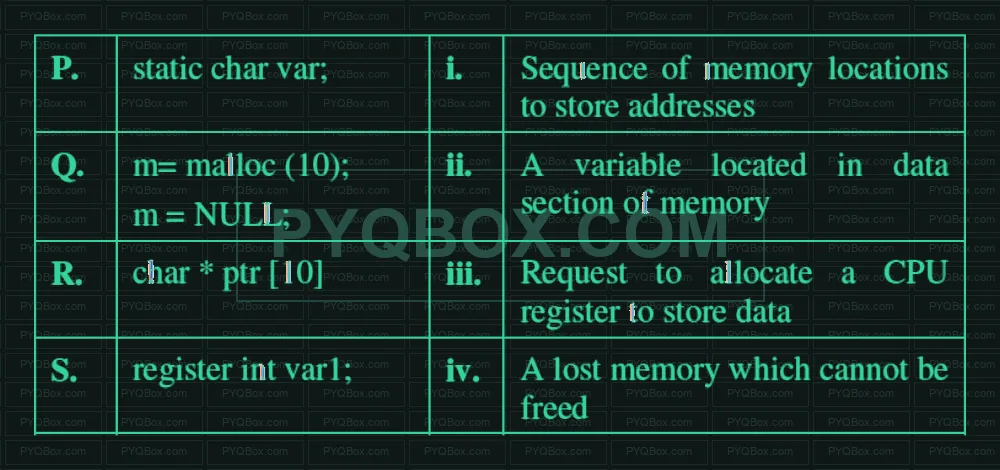 P. static char var; i. Sequence of memory locations
to store addresses
Q. m= malloc (10); ii. A variable located in data
m = NULL; section of memory
PYQBOX.COM
R. char * ptr [10] iii. Request to allocate a CPU
register to store data
S. register int var1; iv. A lost memory which cannot be
freed